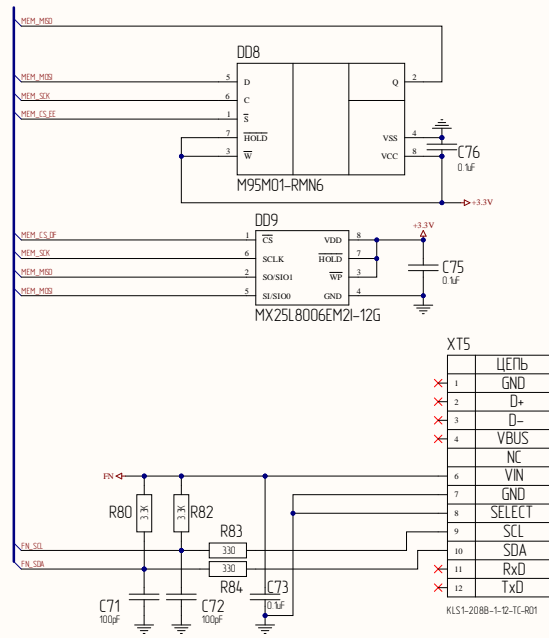 MEM_MISO
DD8
MEM_MOSI 5 D Q 2
MEM_SCK 6 C
MEM_CS_EE 1 S
7 HOLD VSS 4
3 W VCC 8
C76
0.1uF
M95M01-RMN6
+3.3V
DD9
+3.3V
MEM_CS_DF 1 CS VDD 8
MEM_SCK 6 SCLK HOLD 7
MEM_MISO 2 SO/SIO1 WP 3
MEM_MOSI 5 SI/SIO0 GND 4
C75
0.1uF
MX25L8006EM2I-12G
XT5
ЦЕПЬ
1 GND
2 D+
3 D-
4 VBUS
NC
FN 6 VIN
7 GND
8 SELECT
9 SCL
10 SDA
11 RxD
12 TxD
KLS1-208B-1-12-TC-R01
R80 3.3K R82 3.3K
R83
330
FN_SCL
330
FN_SDA
R84
C71
100pF
C72
100pF
C73
0.1uF